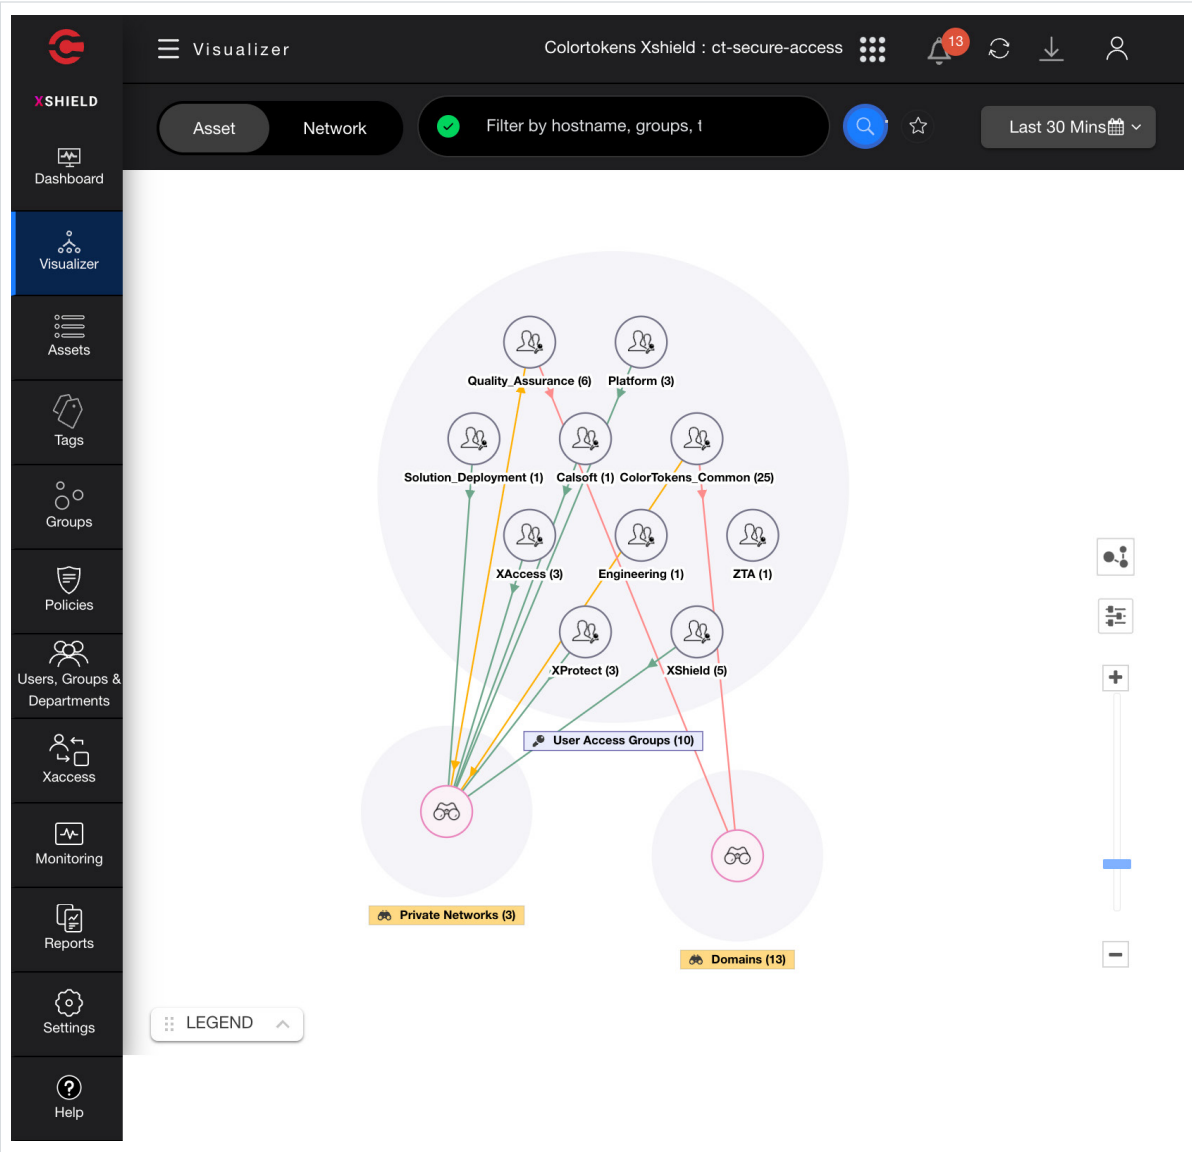 XSHIELD
Visualizer
Colortokens Xshield : ct-secure-access
13
Asset
Network
Filter by hostname, groups, t
Last 30 Mins
Dashboard
Visualizer
Assets
Tags
Groups
Policies
Users, Groups &
Departments
Xaccess
Monitoring
Reports
Settings
Help
Quality_Assurance (6)
Platform (3)
Solution_Deployment (1)
Calsoft (1)
ColorTokens_Common (25)
XAccess (3)
Engineering (1)
ZTA (1)
XProtect (3)
XShield (5)
User Access Groups (10)
Private Networks (3)
Domains (13)
LEGEND